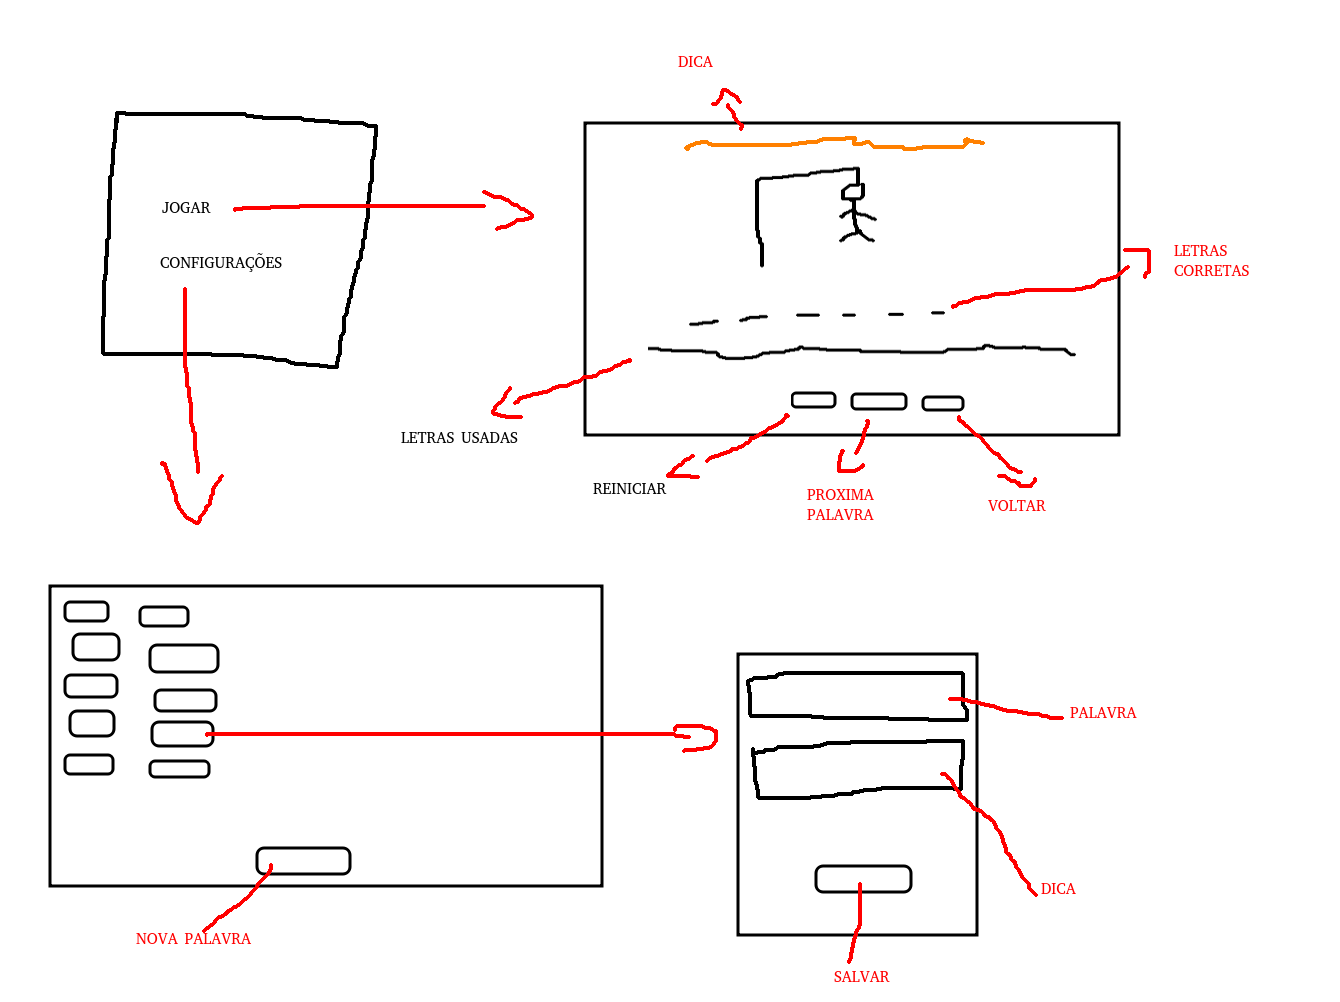 DICA
JOGAR
CONFIGURAÇÕES
LETRAS
CORRETAS
LETRAS USADAS
REINICIAR
PROXIMA
PALAVRA
VOLTAR
PALAVRA
DICA
NOVA PALAVRA
SALVAR